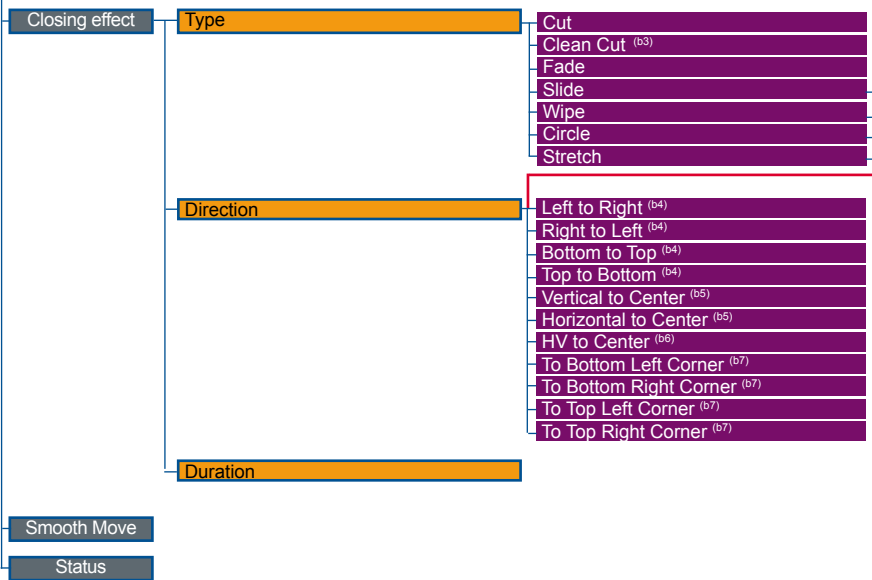 Closing effect
Type
Cut
Clean Cut (b3)
Fade
Slide
Wipe
Circle
Stretch
Direction
Left to Right (b4)
Right to Left (b4)
Bottom to Top (b4)
Top to Bottom (b4)
Vertical to Center (b5)
Horizontal to Center (b5)
HV to Center (b6)
To Bottom Left Corner (b7)
To Bottom Right Corner (b7)
To Top Left Corner (b7)
To Top Right Corner (b7)
Duration
Smooth Move
Status